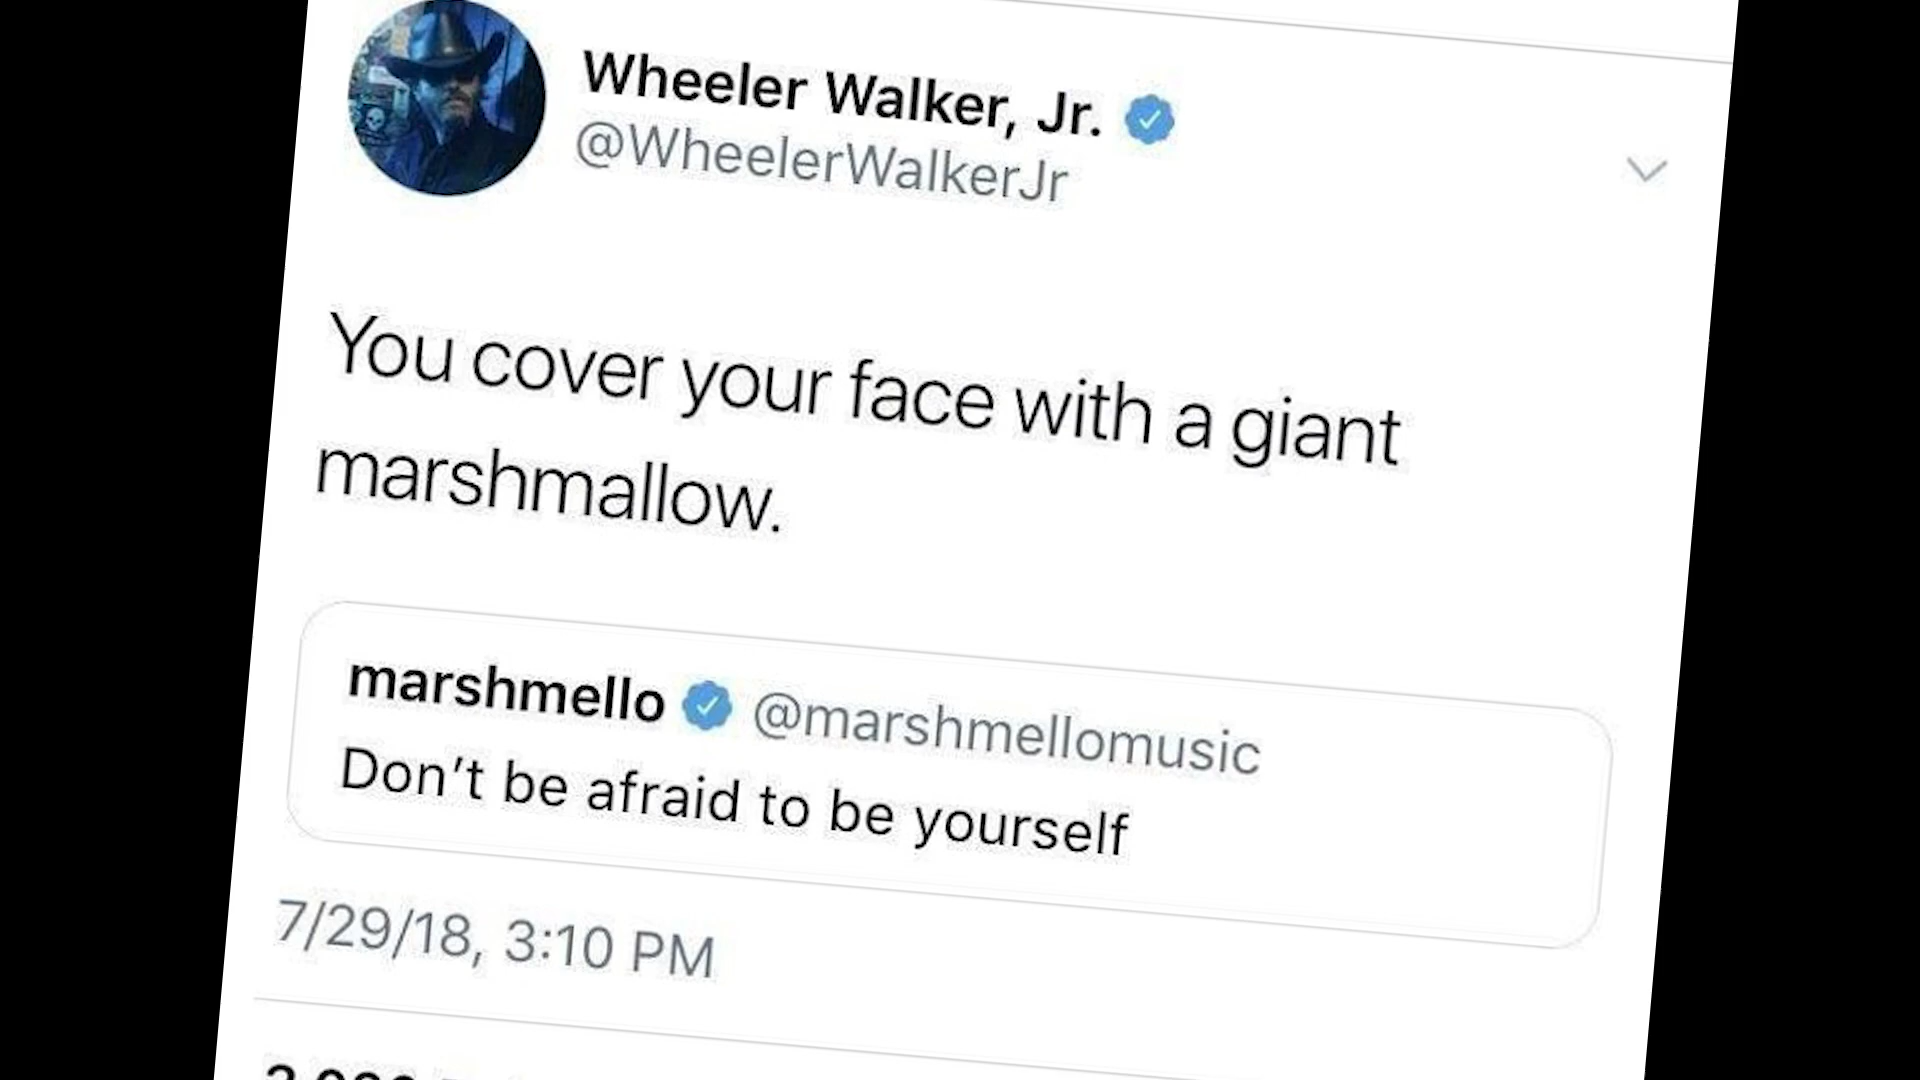 Wheeler Walker, Jr.
@WheelerWalkerJr
You cover your face with a giant
marshmallow.
marshmello @marshmellomusic
Don't be afraid to be yourself
7/29/18, 3:10 PM